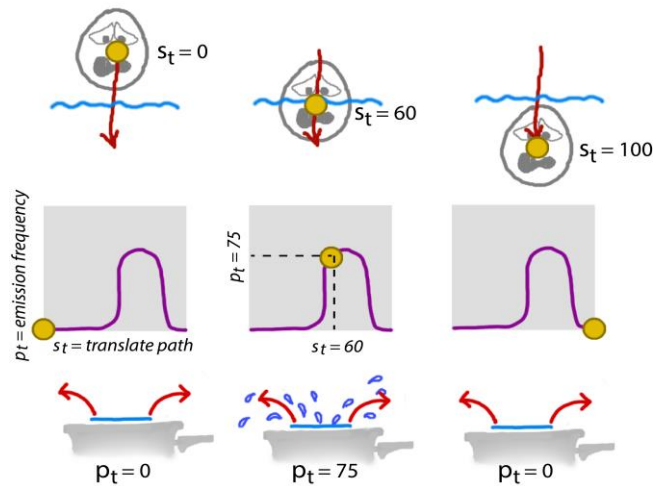 s_t = 0
s_t = 60
s_t = 100
p_t = emission frequency
s_t = translate path
p_t = 75
s_t = 60
p_t = 0
p_t = 75
p_t = 0